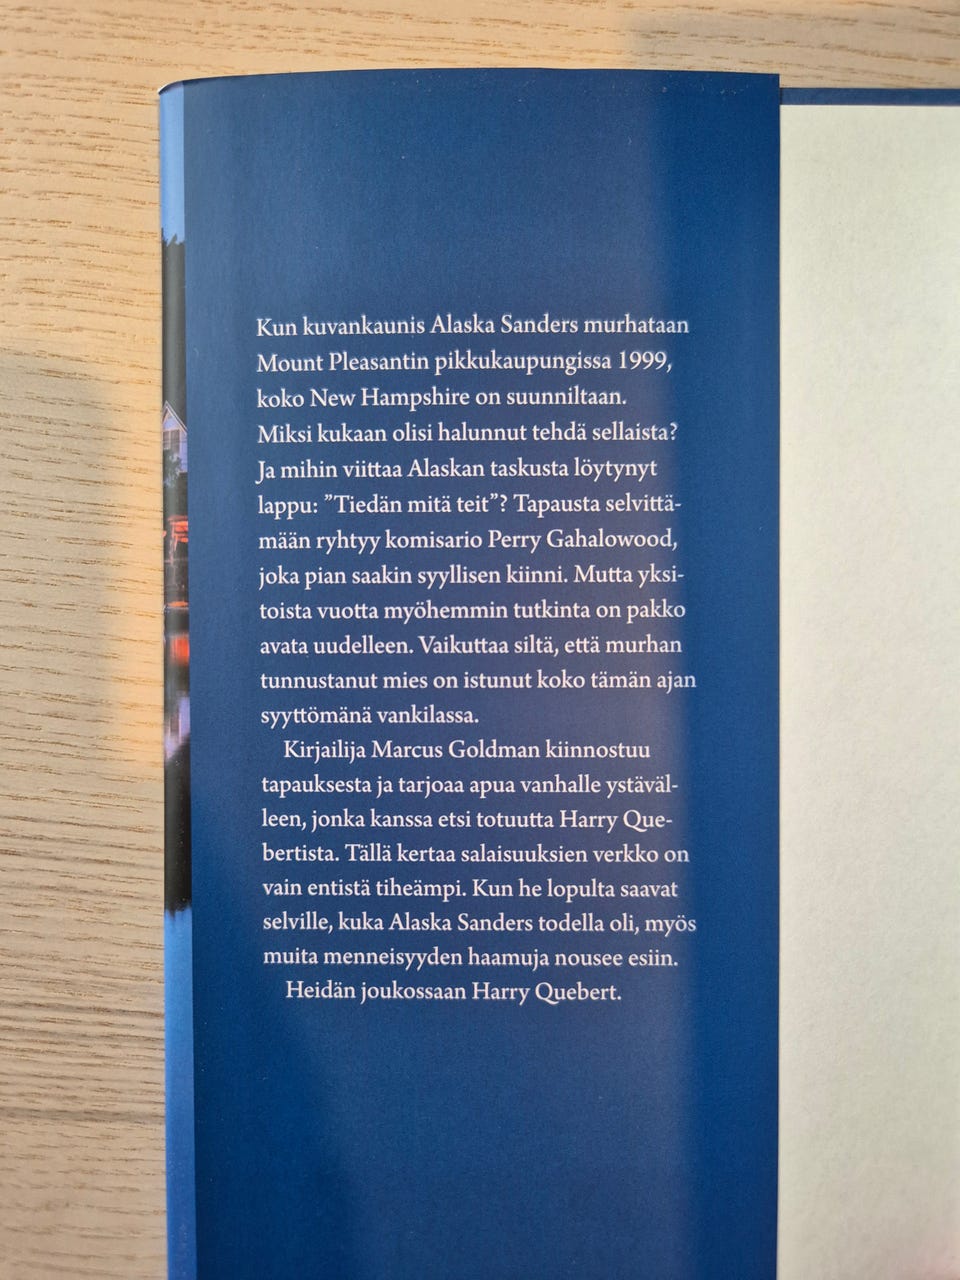 Kun kuvankaunis Alaska Sanders murhataan
Mount Pleasantin pikkukaupungissa 1999,
koko New Hampshire on suunniltaan.
Miksi kukaan olisi halunnut tehdä sellaista?
Ja mihin viittaa Alaskan taskusta löytynyt
lappu: ”Tiedän mitä teit”? Tapausta selvittä-
mään ryhtyy komisario Perry Gahalowood,
joka pian saakin syyllisen kiinni. Mutta yksi-
toista vuotta myöhemmin tutkinta on pakko
avata uudelleen. Vaikuttaa siltä, että murhan
tunnustanut mies on istunut koko tämän ajan
syyttömänä vankilassa.
Kirjailija Marcus Goldman kiinnostuu
tapauksesta ja tarjoaa apua vanhalle ystäväl-
leen, jonka kanssa etsi totuutta Harry Que-
bertista. Tällä kertaa salaisuuksien verkko on
vain entistä tiheämpi. Kun he lopulta saavat
selville, kuka Alaska Sanders todella oli, myös
muita menneisyyden haamuja nousee esiin.
Heidän joukossaan Harry Quebert.